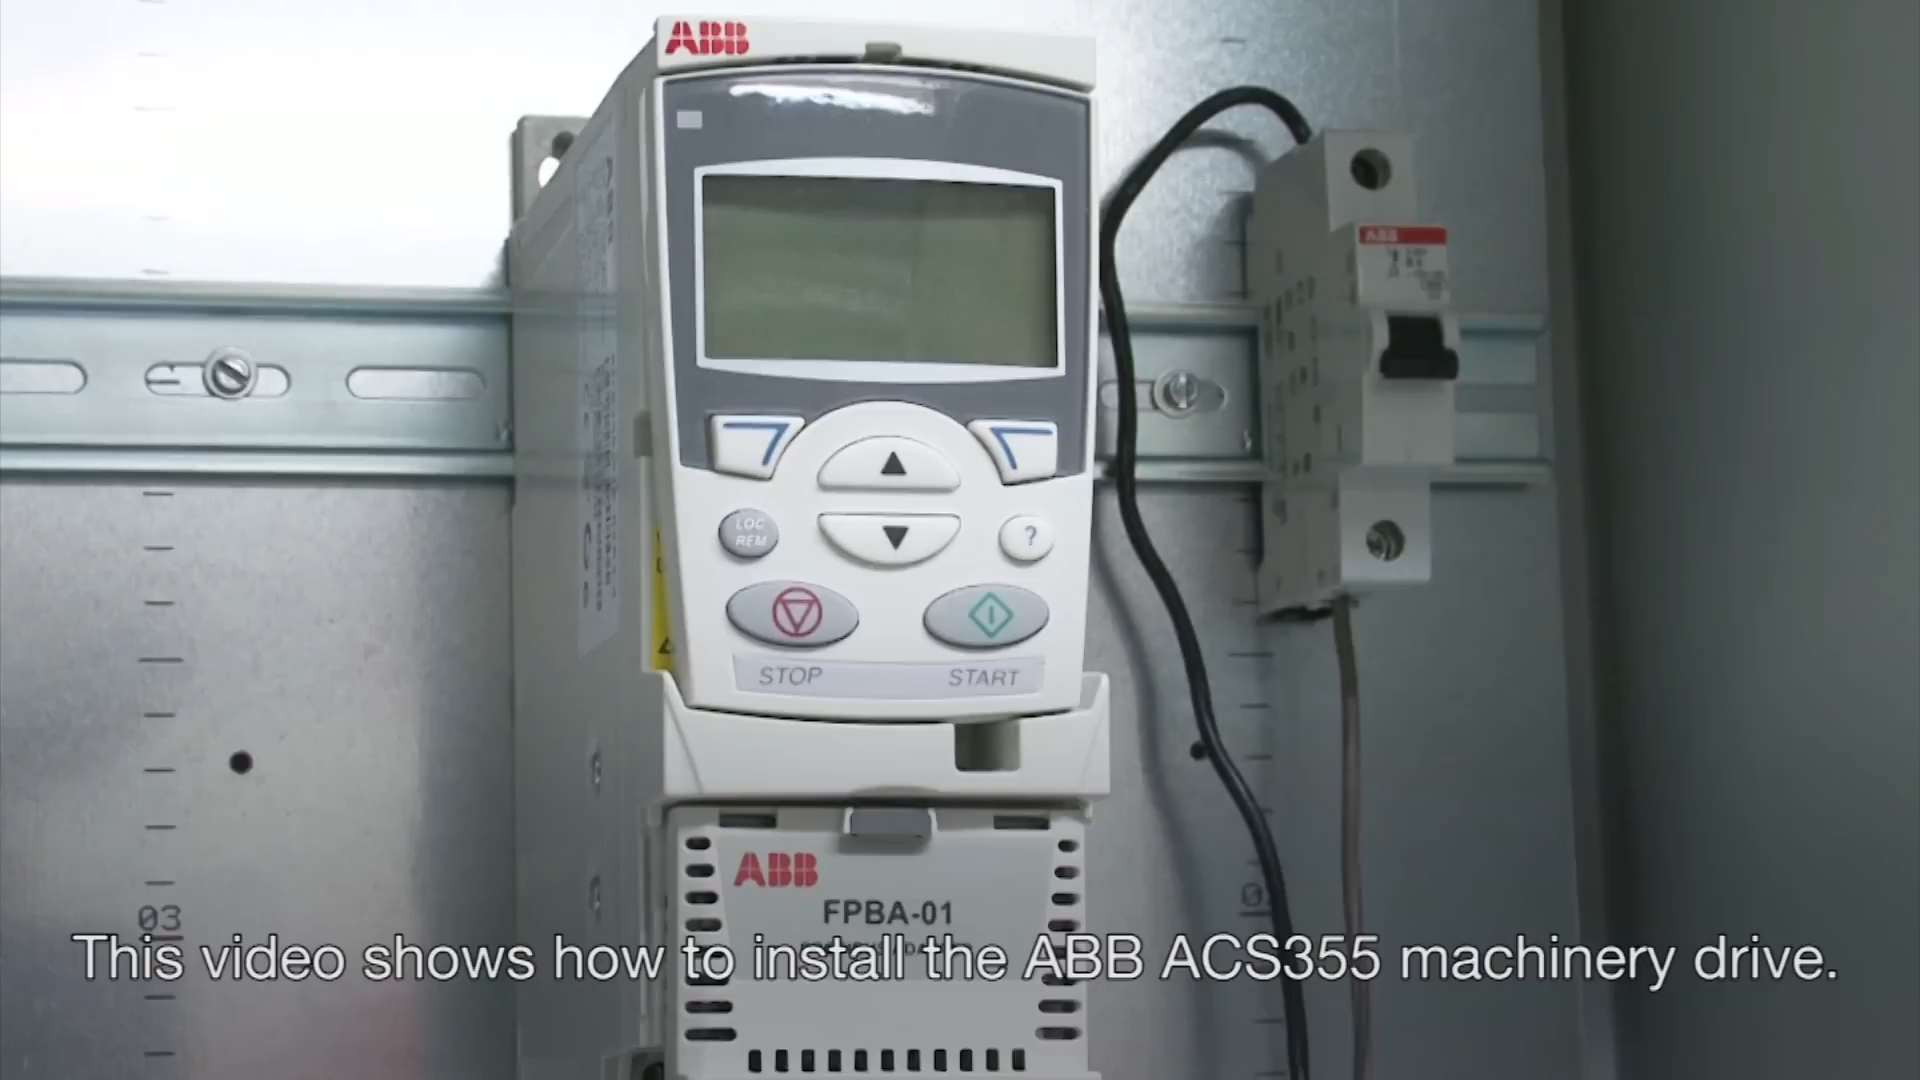 ABB
ABB
LOC
REM
?
STOP
START
ABB
FPBA-01
03
This video shows how to install the ABB ACS355 machinery drive.